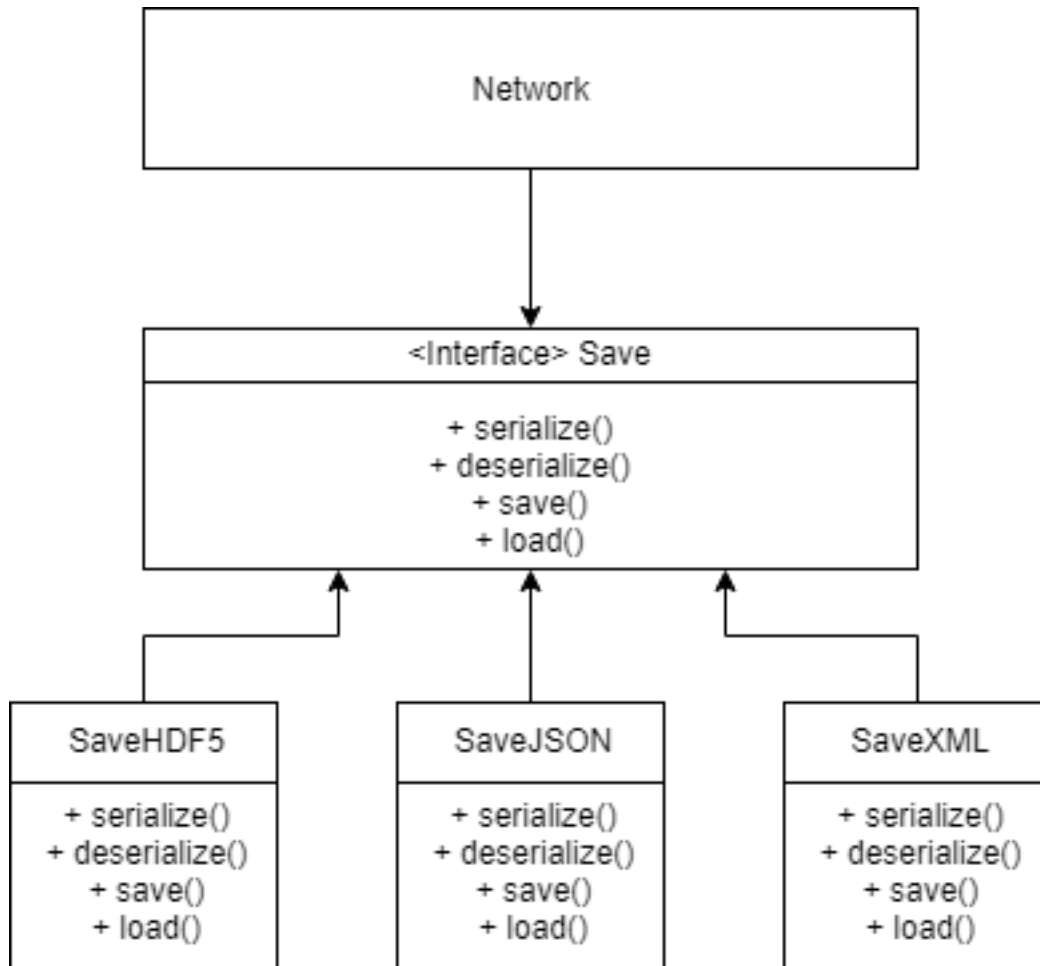 Network
<Interface> Save
+ serialize()
+ deserialize()
+ save()
+ load()
SaveHDF5
+ serialize()
+ deserialize()
+ save()
+ load()
SaveJSON
+ serialize()
+ deserialize()
+ save()
+ load()
SaveXML
+ serialize()
+ deserialize()
+ save()
+ load()